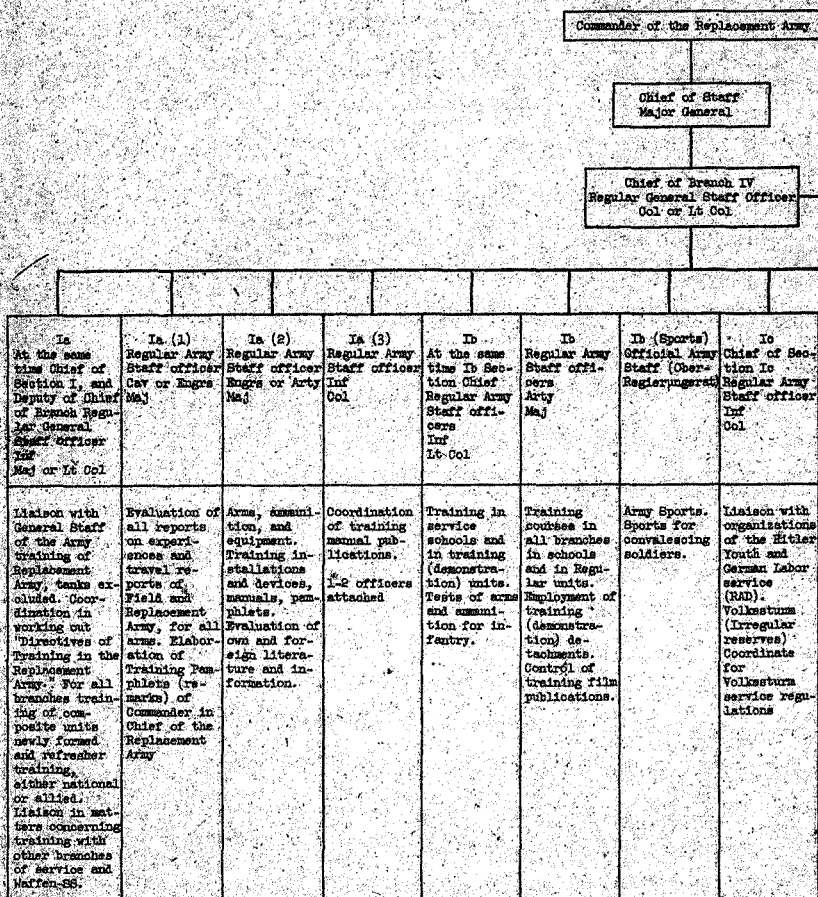 Commander of the Replacement Army
Chief of Staff
Major General
Chief of Branch IV
Regular General Staff Officer
Col or Lt Col
Ia
At the same
time Chief of
Section I, and
Deputy of Chief
of Branch Regu-
lar General
Staff Officer
Inf
Maj or Lt Col
Ia (1)
Regular Army
Staff officer
Cav or Engrs
Maj
Ia (2)
Regular Army
Staff officer
Engrs or Arty
Maj
Ia (3)
Regular Army
Staff officer
Inf
Col
Ib
At the same
time Ib Sec-
tion Chief
Regular Army
Staff offi-
cers
Inf
Lt Col
Ib
Regular Army
Staff offi-
cers
Arty
Maj
Ib (Sports)
Official Army
Staff (Ober-
Regierungsrat)
Ic
Chief of Sec-
tion Ic
Regular Army
Staff officer
Inf
Col
Liaison with
General Staff
of the Army
training of
Replacement
Army, tanks ex-
cluded. Coor-
dination in
working out
"Directives of
Training in the
Replacement
Army." For all
branches train-
ing of com-
posite units
newly formed
and refresher
training,
either national
or allied.
Liaison in mat-
ters concerning
training with
other branches
of service and
Waffen-SS.
Evaluation of
all reports
on experi-
ences and
travel re-
ports of
Field and
Replacement
Army, for all
arms. Elabor-
ation of
Training Pam-
phlets (re-
marks) of
Commander in
Chief of the
Replacement
Army
Arms, ammuni-
tion, and
equipment.
Training in-
stallations
and devices,
manuals, pam-
phlets.
Evaluation of
own and for-
eign litera-
ture and in-
formation.
Coordination
of training
manual pub-
lications.
1-2 officers
attached
Training in
service
schools and
in training
(demonstra-
tion) units.
Tests of arms
and ammuni-
tion for in-
fantry.
Training
courses in
all branches
in schools
and in Regu-
lar units.
Employment of
training
(demonstra-
tion) de-
tachments.
Control of
training film
publications.
Army Sports.
Sports for
convalescing
soldiers.
Liaison with
organizations
of the Hitler
Youth and
German Labor
service
(RAD).
Volkssturm
(Irregular
reserves)
Coordinate
for
Volkssturm
service regu-
lations